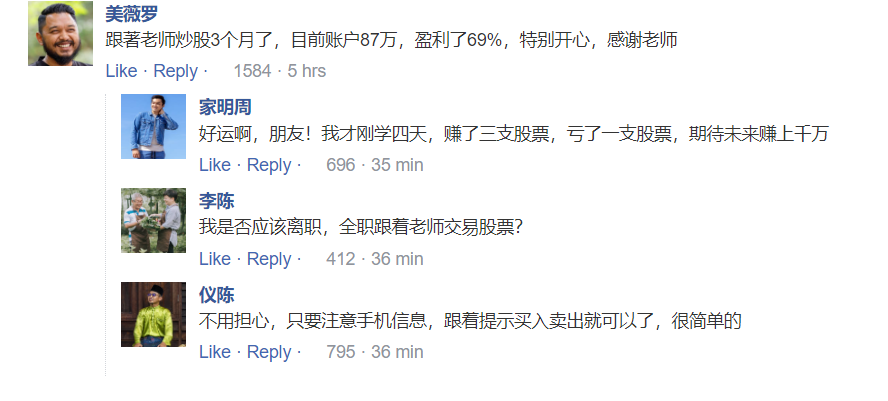 美薇罗
跟著老师炒股3个月了，目前账户87万，盈利了69%，特别开心，感谢老师
Like · Reply · 1584 · 5 hrs
家明周
好运啊，朋友！我才刚学四天，赚了三支股票，亏了一支股票，期待未来赚上千万
Like · Reply · 696 · 35 min
李陈
我是否应该离职，全职跟着老师交易股票？
Like · Reply · 412 · 36 min
仪陈
不用担心，只要注意手机信息，跟着提示买入卖出就可以了，很简单的
Like · Reply · 795 · 36 min